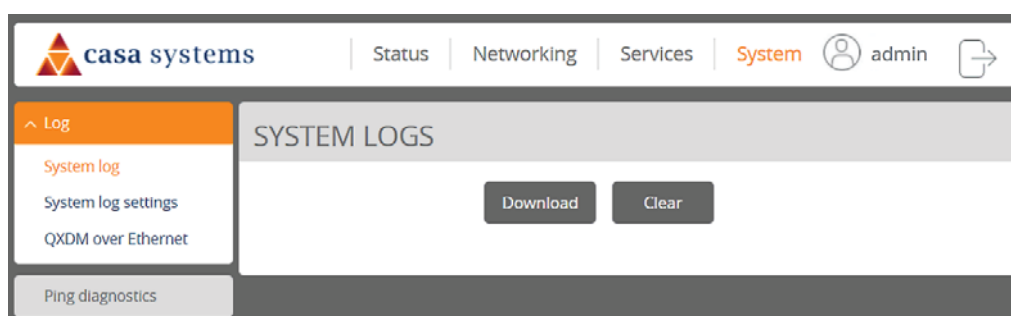 casa systems
Status Networking Services System admin
Log
SYSTEM LOGS
System log
System log settings
QXDM over Ethernet
Download Clear
Ping diagnostics